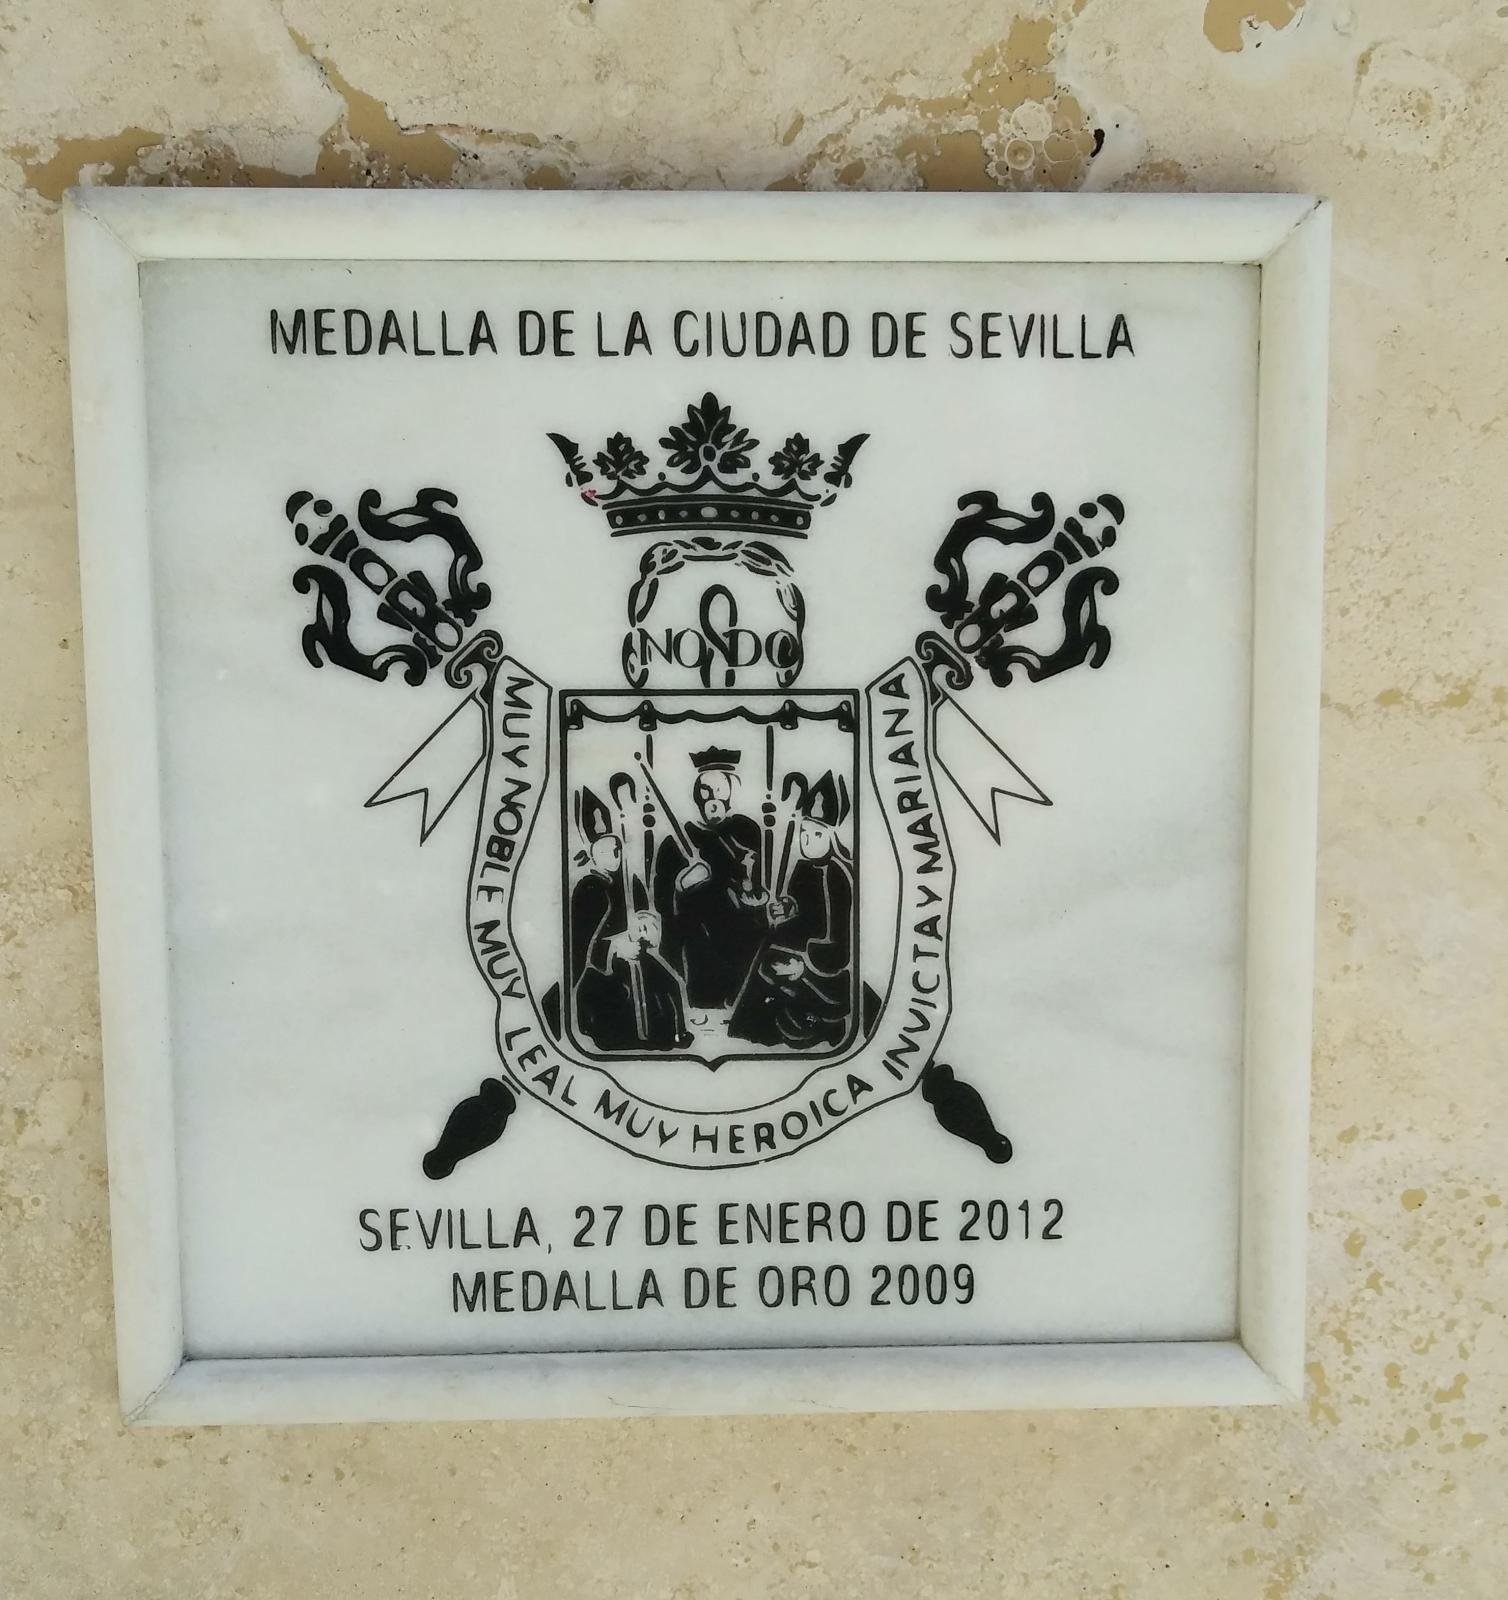 MEDALLA DE LA CIUDAD DE SEVILLA
NO8DO
MUY NOBLE MUY LEAL MUY HEROICA INVICTA Y MARIANA
SEVILLA, 27 DE ENERO DE 2012
MEDALLA DE ORO 2009